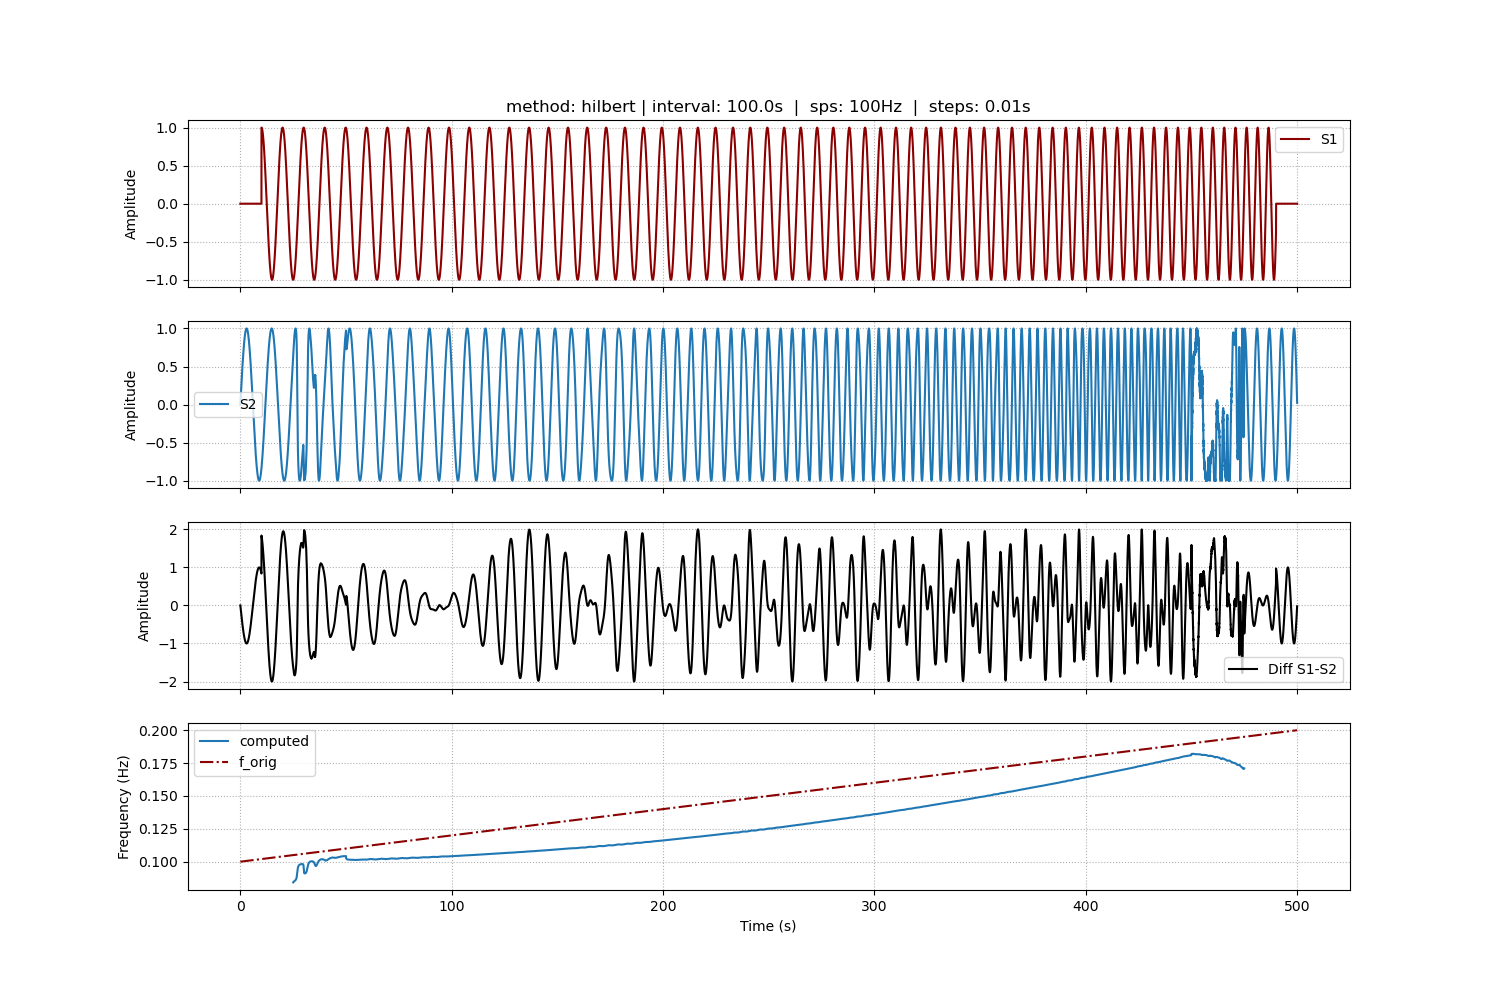 method: hilbert | interval: 100.0s | sps: 100Hz | steps: 0.01s
1.0
0.5
0.0
−0.5
−1.0
Amplitude
S1
1.0
0.5
0.0
−0.5
−1.0
Amplitude
S2
2
1
0
−1
−2
Amplitude
Diff S1-S2
0.200
0.175
0.150
0.125
0.100
Frequency (Hz)
computed
f_orig
0 100 200 300 400 500
Time (s)